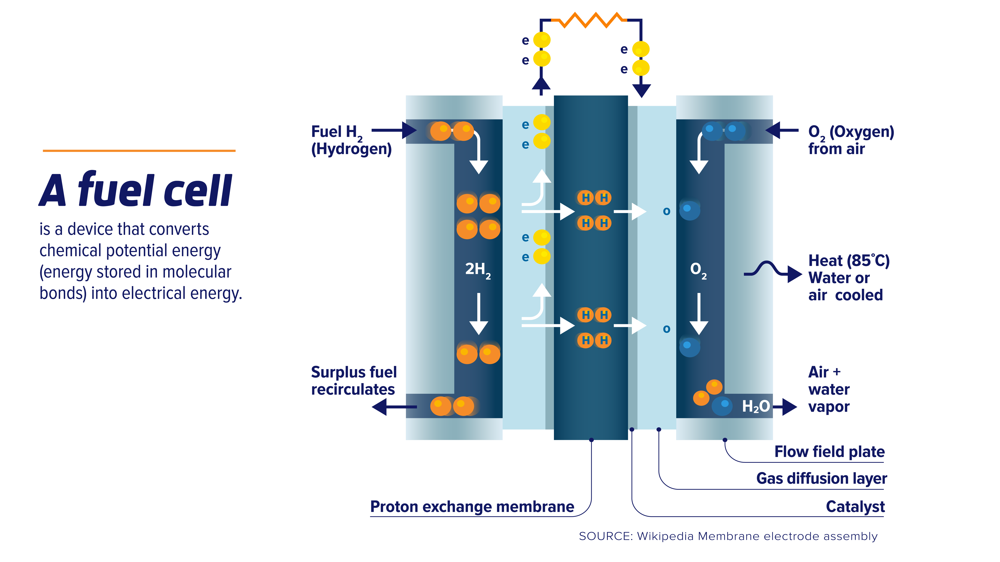 A fuel cell
is a device that converts
chemical potential energy
(energy stored in molecular
bonds) into electrical energy.
e
e
e
e
Fuel H₂
(Hydrogen)
O₂ (Oxygen)
from air
e
e
H H
H H
o
o
e
e
2H₂
O₂
Heat (85°C)
Water or
air cooled
H H
H H
Surplus fuel
recirculates
H₂O
Air +
water
vapor
Flow field plate
Gas diffusion layer
Proton exchange membrane
Catalyst
SOURCE: Wikipedia Membrane electrode assembly